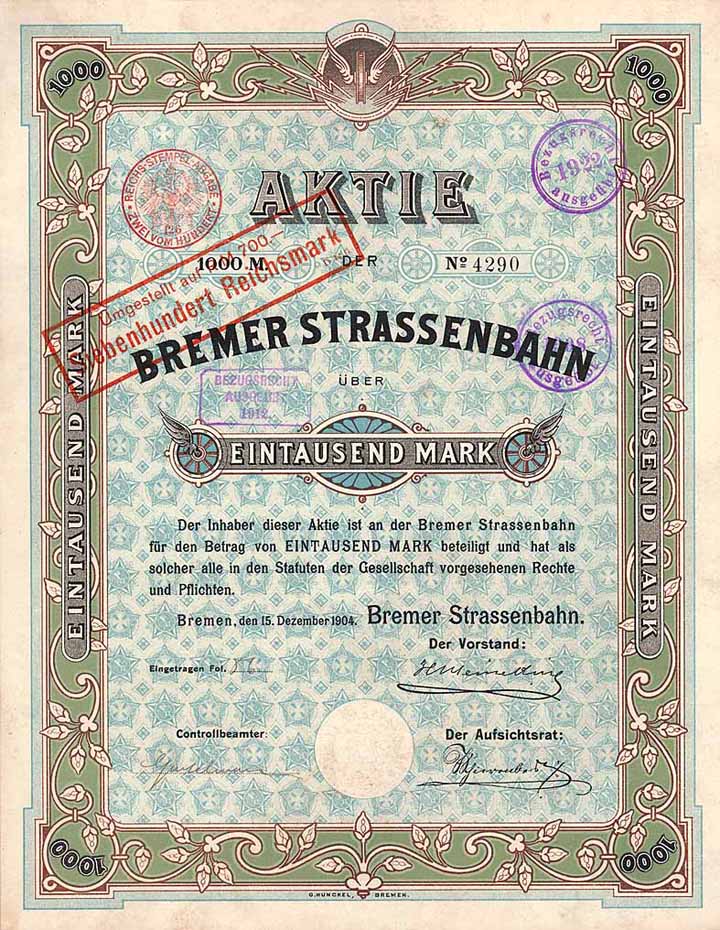 1000
1000
REICHS-STEMPEL-ABGABE
ZWEI VOM HUNDERT
Bezugsrecht
1922
ausgeübt
AKTIE
Umgestellt auf 700,-
Siebenhundert Reichsmark
1000 M. DER Nº 4290
BREMER STRASSENBAHN
Bezugsrecht
ausgeübt
ÜBER
BEZUGSRECHT
AUSGEÜBT
1912.
EINTAUSEND MARK
EINTAUSEND MARK
EINTAUSEND MARK
Der Inhaber dieser Aktie ist an der Bremer Strassenbahn
für den Betrag von EINTAUSEND MARK beteiligt und hat als
solcher alle in den Statuten der Gesellschaft vorgesehenen Rechte
und Pflichten.
Bremen, den 15. Dezember 1904. Bremer Strassenbahn.
Der Vorstand:
Eingetragen Fol.
Controllbeamter: Der Aufsichtsrat:
1000
1000
G. HUNCKEL, BREMEN.